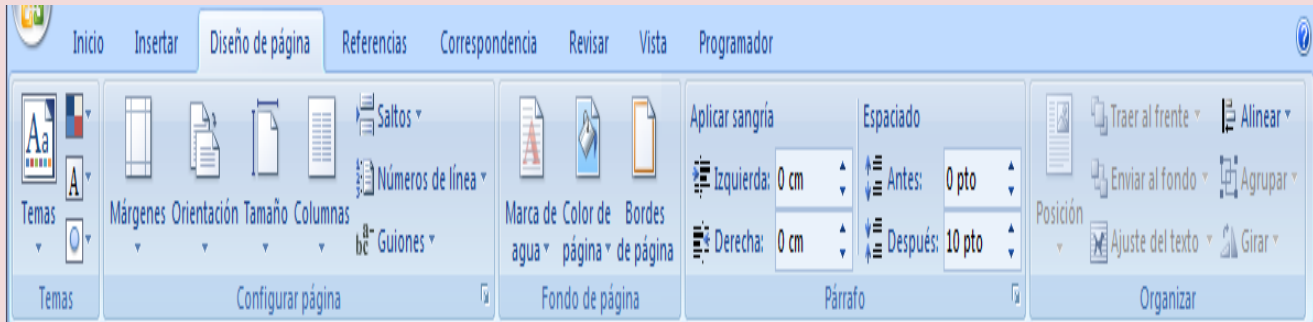 Inicio Insertar Diseño de página Referencias Correspondencia Revisar Vista Programador
Aa
A
Temas
Temas
Márgenes Orientación Tamaño Columnas
Saltos
Números de línea
a-
bc
Guiones
Configurar página
A
Marca de agua
Color de página
Bordes de página
Fondo de página
Aplicar sangría
Izquierda: 0 cm
Derecha: 0 cm
Espaciado
Antes: 0 pto
Después: 10 pto
Párrafo
Posición
Traer al frente
Enviar al fondo
Ajuste del texto
Alinear
Agrupar
Girar
Organizar